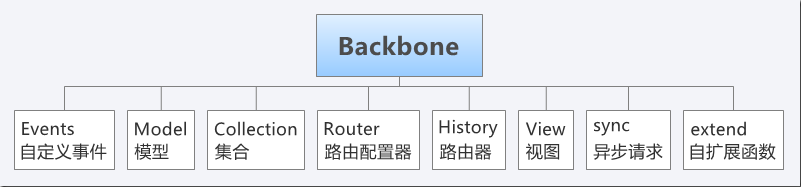 Backbone
Events
自定义事件
Model
模型
Collection
集合
Router
路由配置器
History
路由器
View
视图
sync
异步请求
extend
自扩展函数